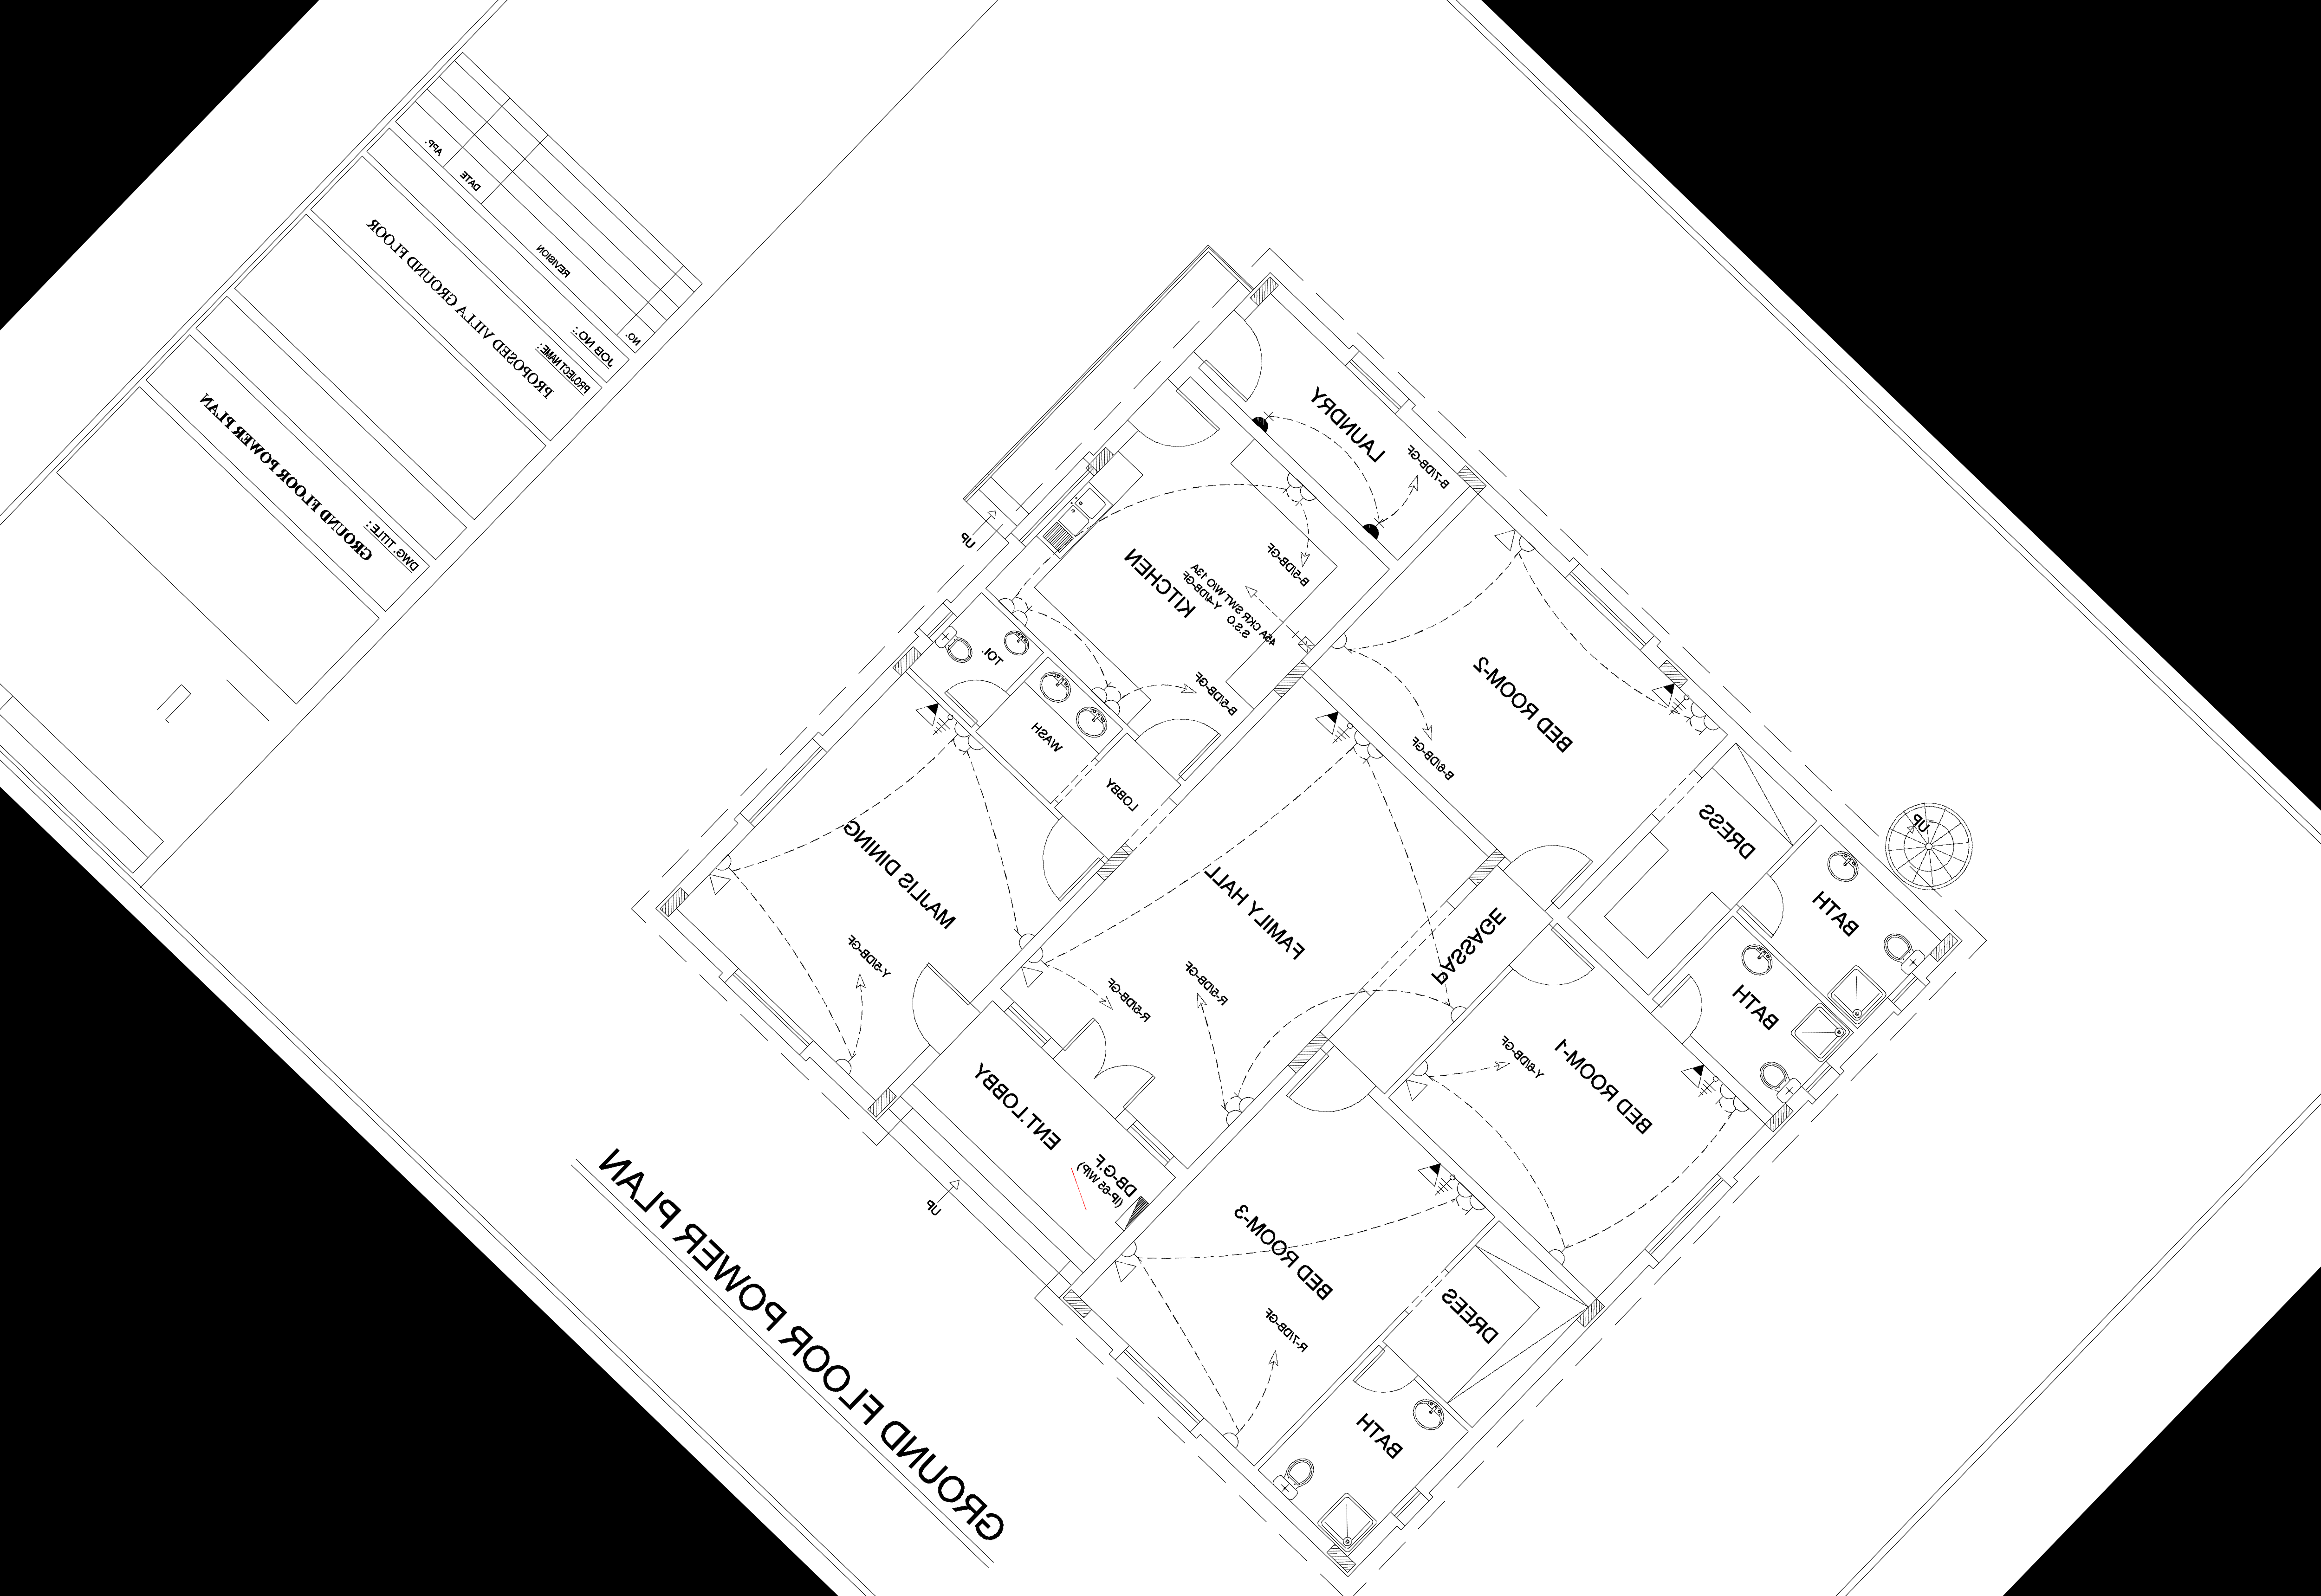 LAUNDRY
B-7/DB-GF
KITCHEN
B-5/DB-GF
45A CKR SWT W/O 13A
S.S.O
Y-4/DB-GF
B-5/DB-GF
UP
TOI.
WASH
LOBBY
BED ROOM-2
B-6/DB-GF
DRESS
BATH
UP
BATH
MAJLIS DINING
Y-5/DB-GF
FAMILY HALL
R-5/DB-GF
R-5/DB-GF
PASSAGE
BED ROOM-1
Y-6/DB-GF
ENT. LOBBY
DB-G.F
(IP-65 W/P)
UP
BED ROOM-3
R-7/DB-GF
DREES
BATH
GROUND FLOOR POWER PLAN
NO.
REVISION
DATE
APP.
JOB NO.:
PROJECT NAME:
PROPOSED VILLA GROUND FLOOR
DWG. TITLE:
GROUND FLOOR POWER PLAN